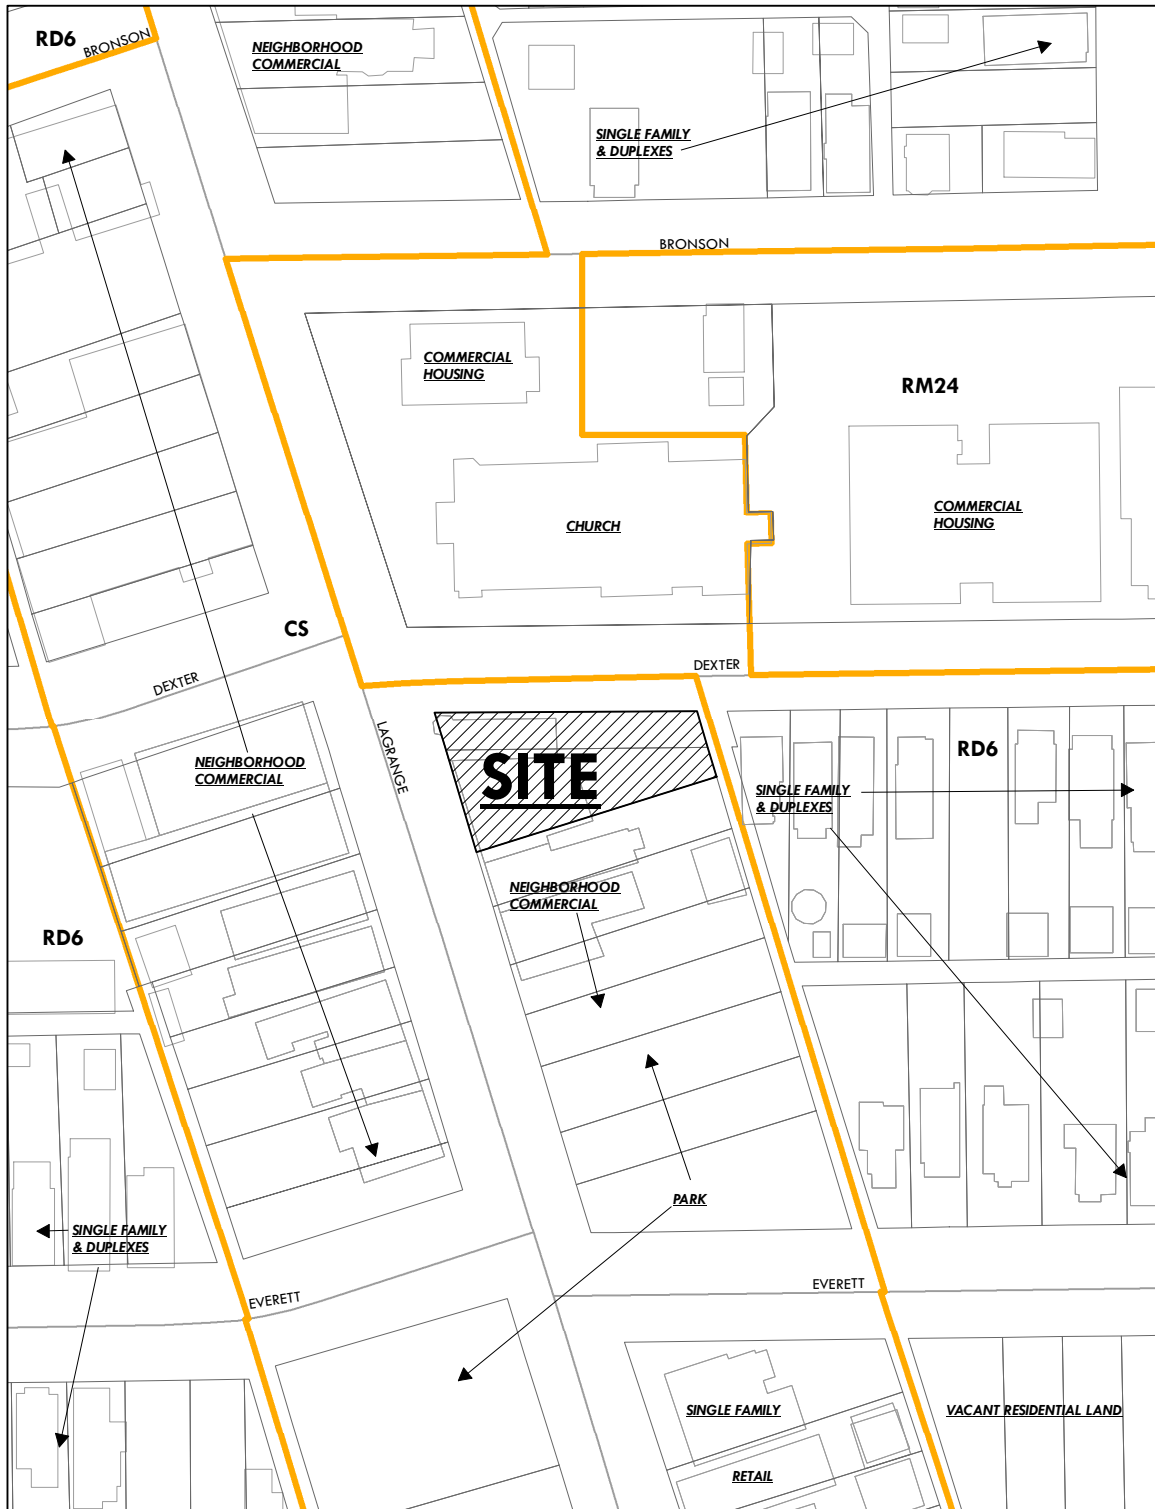 RD6
BRONSON
NEIGHBORHOOD
COMMERCIAL
SINGLE FAMILY
& DUPLEXES
BRONSON
COMMERCIAL
HOUSING
RM24
CHURCH
COMMERCIAL
HOUSING
CS
DEXTER
DEXTER
LAGRANGE
NEIGHBORHOOD
COMMERCIAL
SITE
RD6
SINGLE FAMILY
& DUPLEXES
NEIGHBORHOOD
COMMERCIAL
RD6
PARK
SINGLE FAMILY
& DUPLEXES
EVERETT
EVERETT
SINGLE FAMILY
VACANT RESIDENTIAL LAND
RETAIL